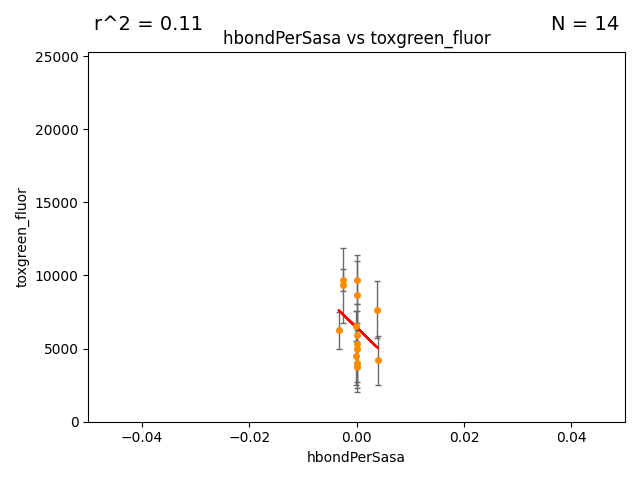 r^2 = 0.11
N = 14
hbondPerSasa vs toxgreen_fluor
25000
20000
15000
10000
5000
0
toxgreen_fluor
−0.04
−0.02
0.00
0.02
0.04
hbondPerSasa